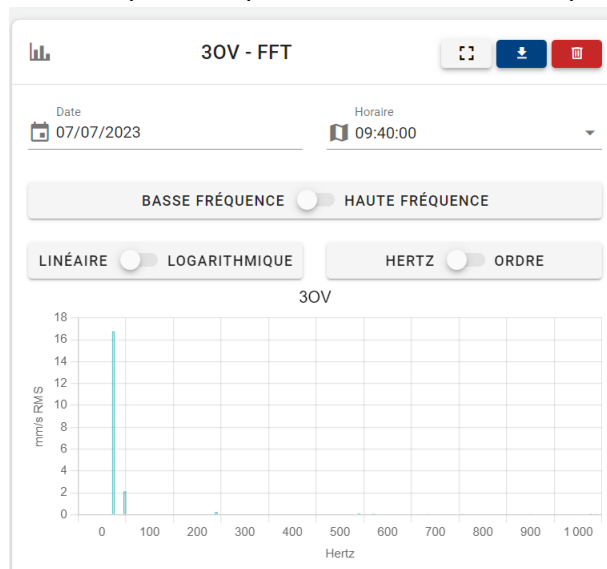 3OV - FFT
Date
07/07/2023
Horaire
09:40:00
BASSE FRÉQUENCE HAUTE FRÉQUENCE
LINÉAIRE LOGARITHMIQUE
HERTZ ORDRE
3OV
18
16
14
12
10
8
6
4
2
0
mm/s RMS
0 100 200 300 400 500 600 700 800 900 1 000
Hertz